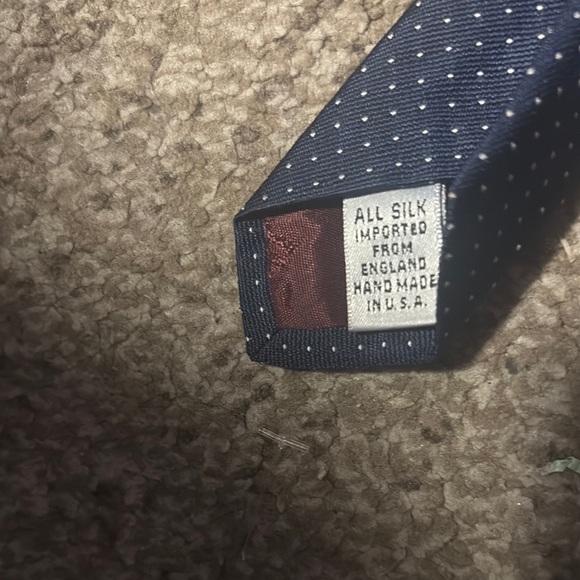 ALL SILK
IMPORTED
FROM
ENGLAND
HAND MADE
IN U.S.A.